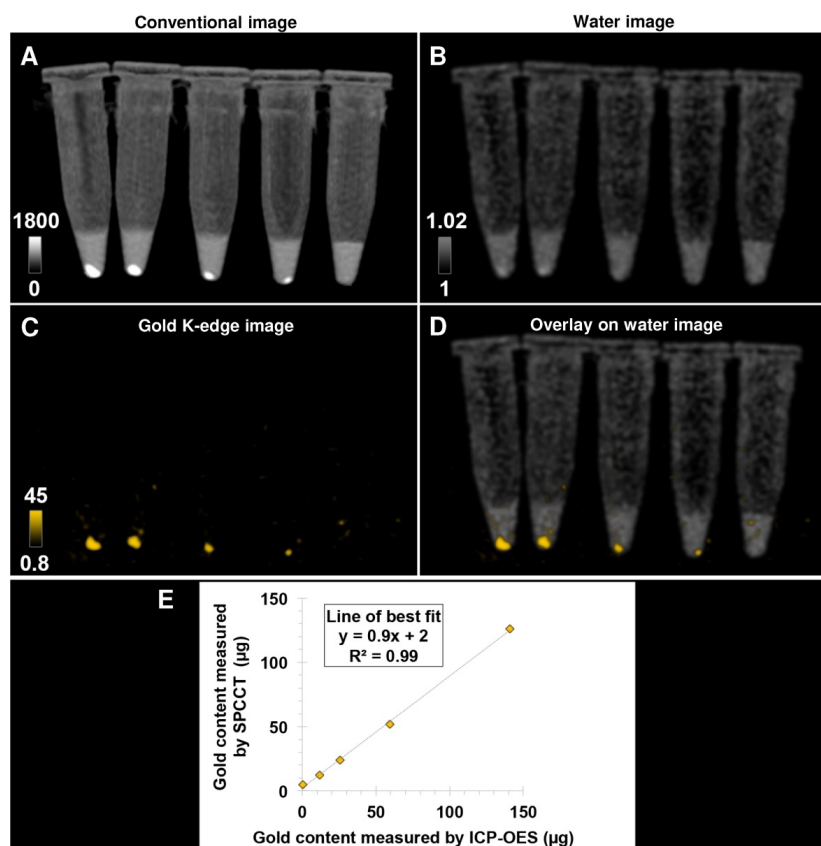 Conventional image
Water image
A
B
1800
0
1.02
1
C
Gold K-edge image
D
Overlay on water image
45
0.8
E
Gold content measured
by SPCCT (µg)
150
100
50
0
Line of best fit
y = 0.9x + 2
R² = 0.99
0
50
100
150
Gold content measured by ICP-OES (µg)